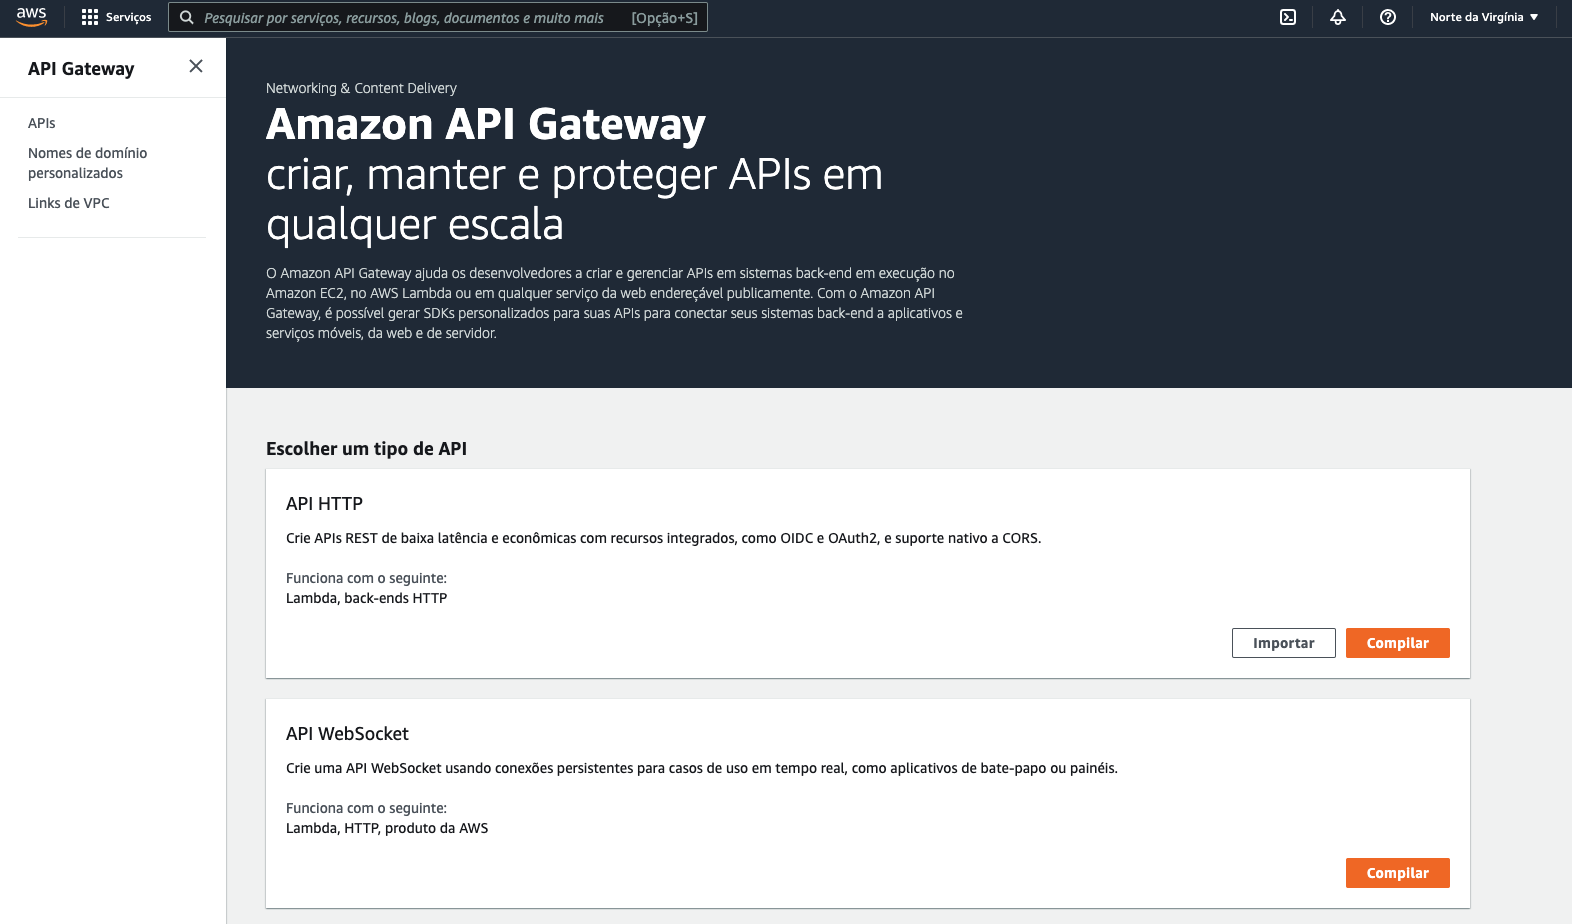 aws
Serviços
Pesquisar por serviços, recursos, blogs, documentos e muito mais
[Opção+S]
Norte da Virgínia
API Gateway
APIs
Nomes de domínio
personalizados
Links de VPC
Networking & Content Delivery
Amazon API Gateway
criar, manter e proteger APIs em
qualquer escala
O Amazon API Gateway ajuda os desenvolvedores a criar e gerenciar APIs em sistemas back-end em execução no
Amazon EC2, no AWS Lambda ou em qualquer serviço da web endereçável publicamente. Com o Amazon API
Gateway, é possível gerar SDKs personalizados para suas APIs para conectar seus sistemas back-end a aplicativos e
serviços móveis, da web e de servidor.
Escolher um tipo de API
API HTTP
Crie APIs REST de baixa latência e econômicas com recursos integrados, como OIDC e OAuth2, e suporte nativo a CORS.
Funciona com o seguinte:
Lambda, back-ends HTTP
Importar
Compilar
API WebSocket
Crie uma API WebSocket usando conexões persistentes para casos de uso em tempo real, como aplicativos de bate-papo ou painéis.
Funciona com o seguinte:
Lambda, HTTP, produto da AWS
Compilar